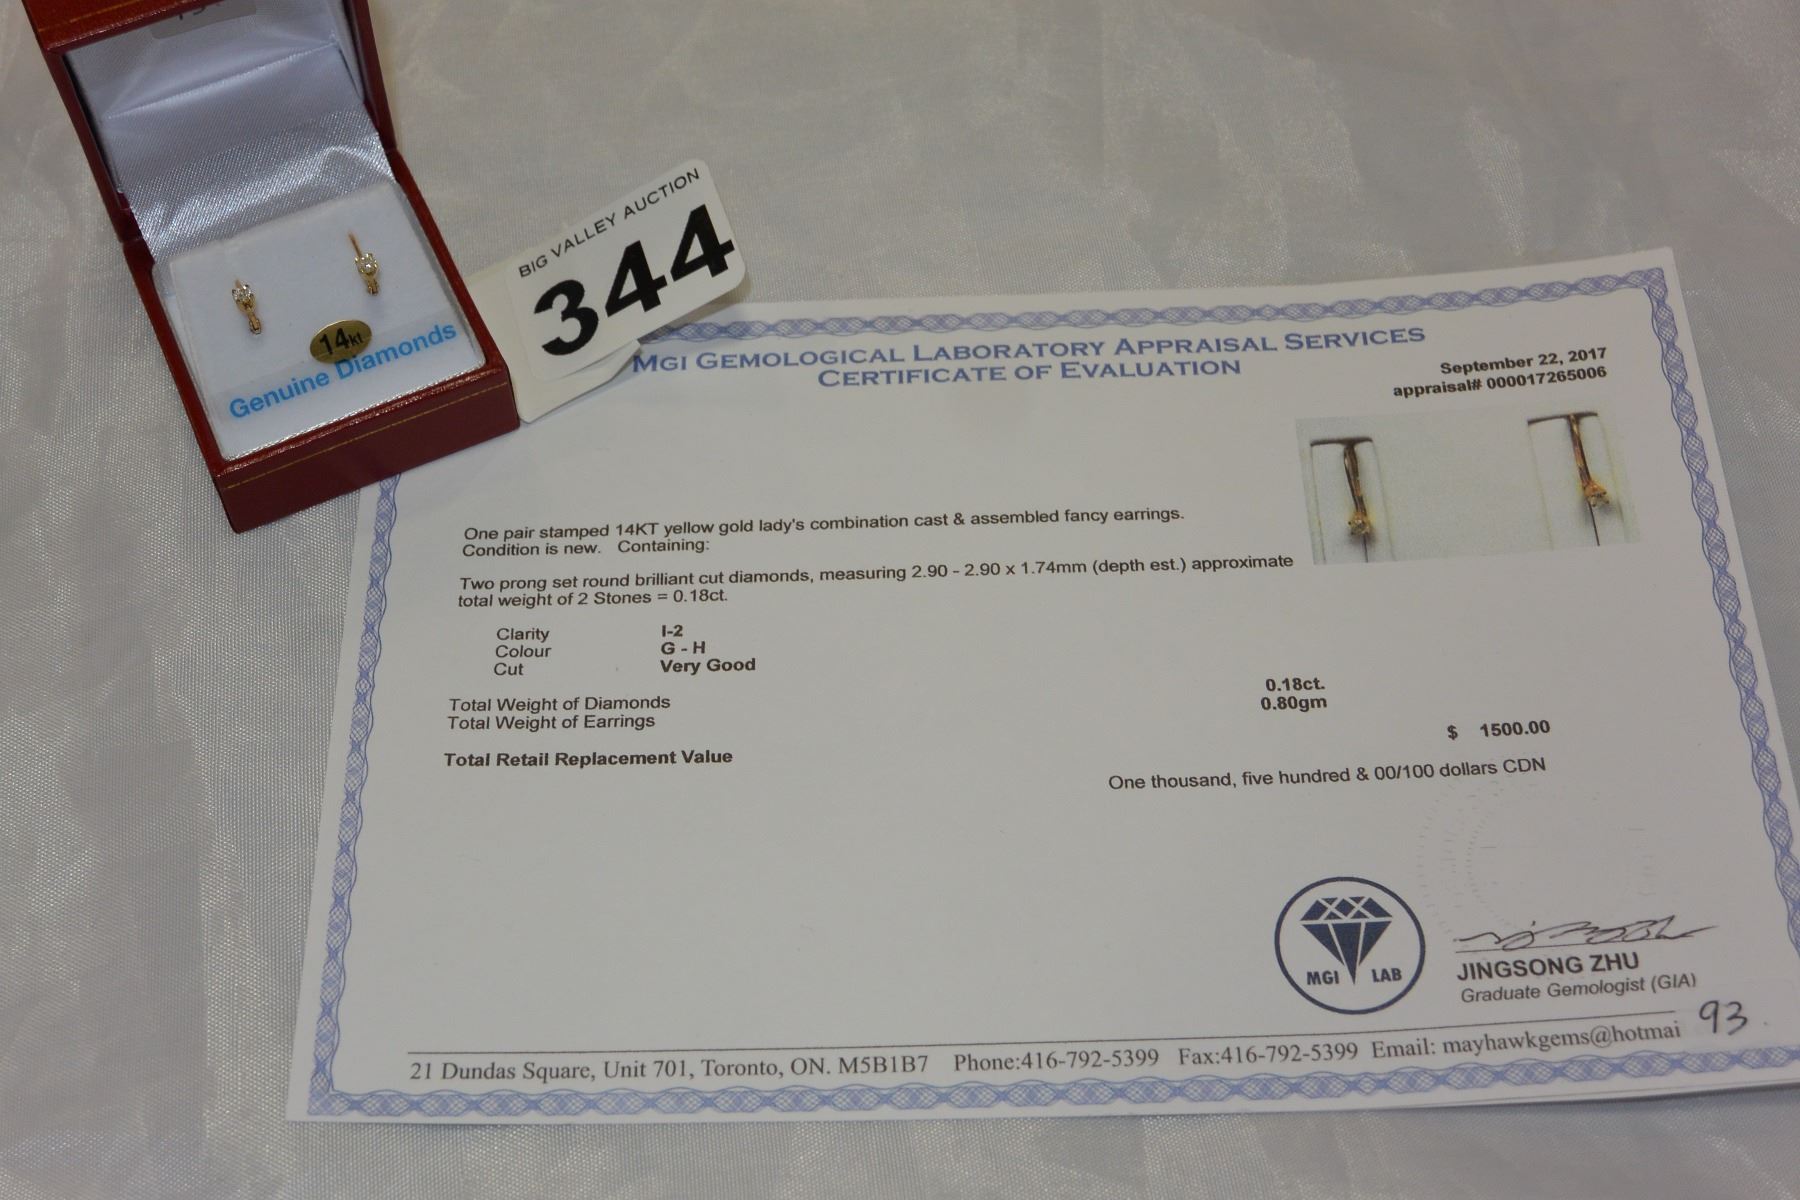 14kt
Genuine Diamonds
BIG VALLEY AUCTION
344
MGI GEMOLOGICAL LABORATORY APPRAISAL SERVICES
CERTIFICATE OF EVALUATION
September 22, 2017
appraisal# 000017265006
One pair stamped 14KT yellow gold lady's combination cast & assembled fancy earrings.
Condition is new. Containing:
Two prong set round brilliant cut diamonds, measuring 2.90 - 2.90 x 1.74mm (depth est.) approximate
total weight of 2 Stones = 0.18ct.
Clarity I-2
Colour G - H
Cut Very Good
Total Weight of Diamonds 0.18ct.
Total Weight of Earrings 0.80gm
Total Retail Replacement Value $ 1500.00
One thousand, five hundred & 00/100 dollars CDN
MGI LAB
JINGSONG ZHU
Graduate Gemologist (GIA)
93
21 Dundas Square, Unit 701, Toronto, ON. M5B1B7 Phone:416-792-5399 Fax:416-792-5399 Email: mayhawkgems@hotmai